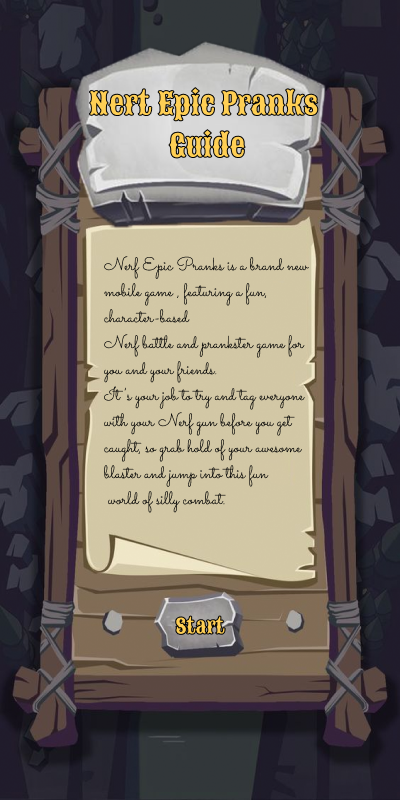 Nert Epic Pranks
Guide
Nerf Epic Pranks is a brand new
mobile game , featuring a fun,
character-based
Nerf battle and prankster game for
you and your friends.
It 's your job to try and tag everyone
with your Nerf gun before you get
caught, so grab hold of your awesome
blaster and jump into this fun
world of silly combat.
Start